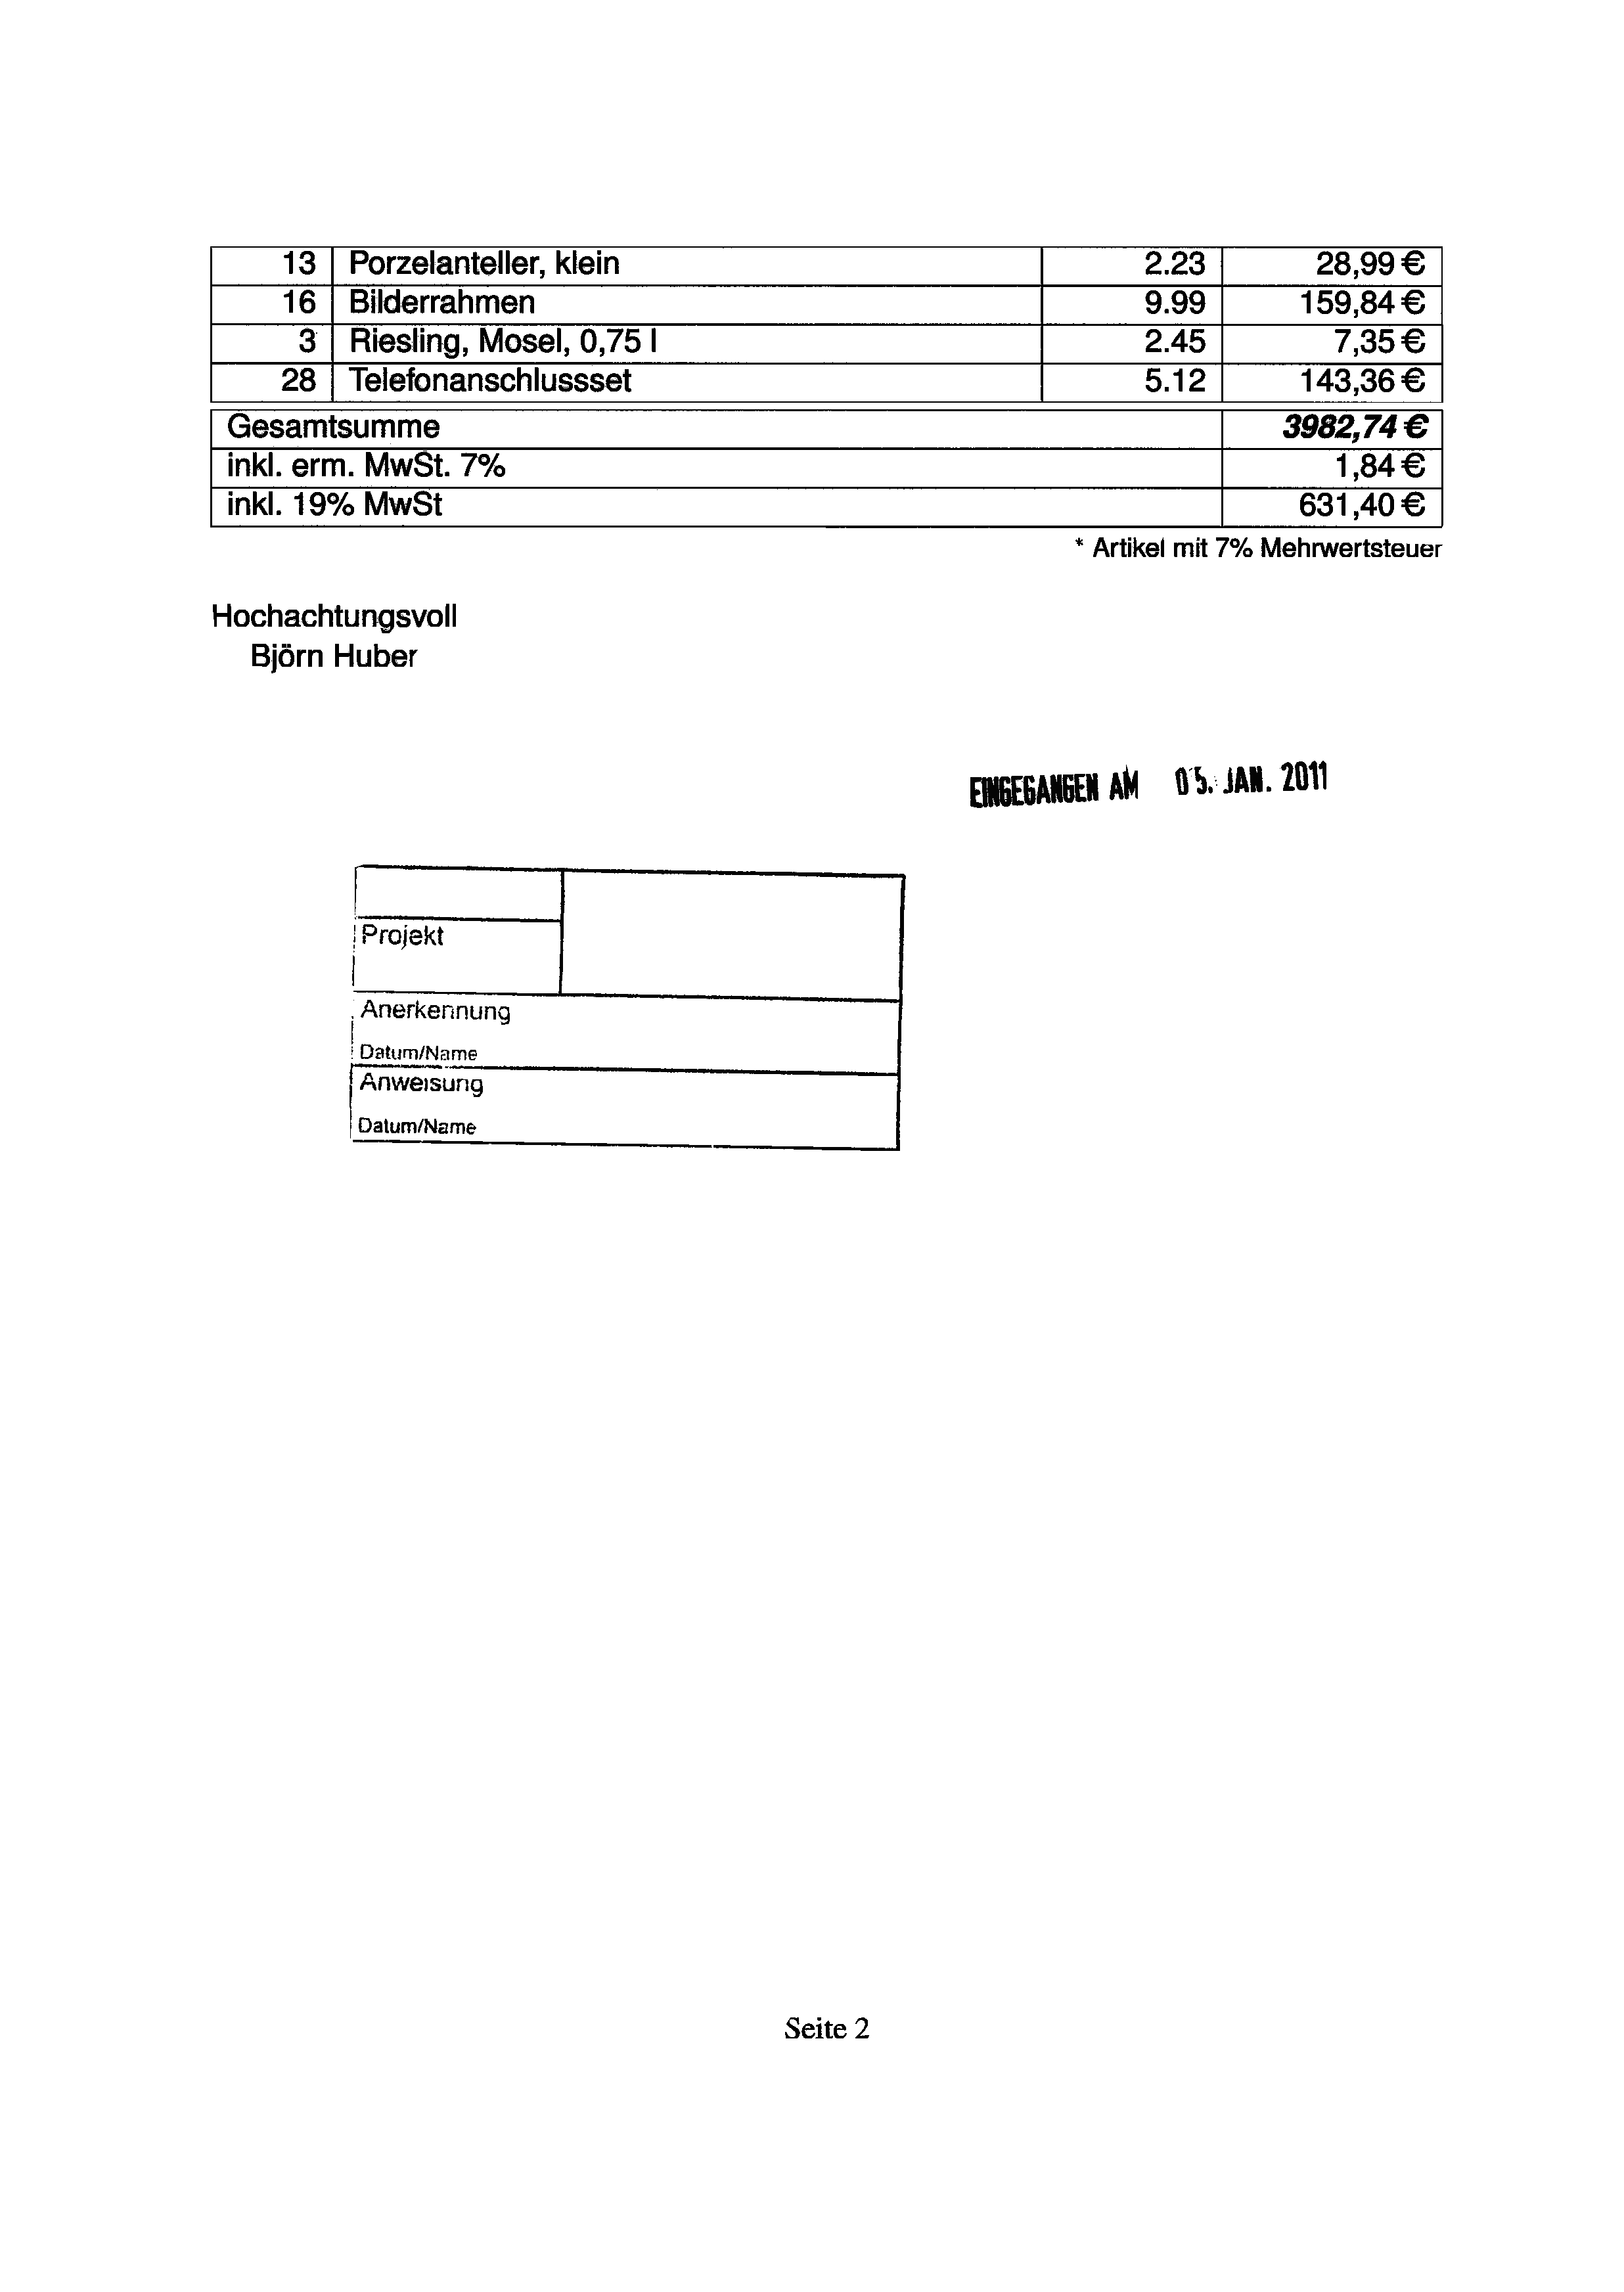 13 Porzelanteller, klein 2.23 28,99 €
16 Bilderrahmen 9.99 159,84 €
3 Riesling, Mosel, 0,75 l 2.45 7,35 €
28 Telefonanschlussset 5.12 143,36 €
Gesamtsumme 3982,74 €
inkl. erm. MwSt. 7% 1,84 €
inkl. 19% MwSt 631,40 €
* Artikel mit 7% Mehrwertsteuer
Hochachtungsvoll
Björn Huber
EINGEGANGEN AM 05. JAN. 2011
Projekt
Anerkennung
Datum/Name
Anweisung
Datum/Name
Seite 2